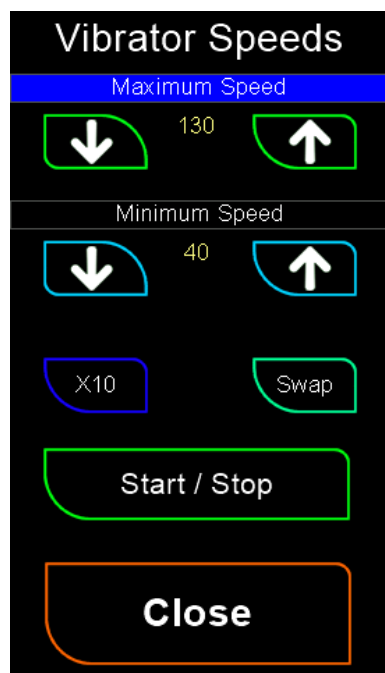 Vibrator Speeds
Maximum Speed
130
Minimum Speed
40
X10 Swap
Start / Stop
Close